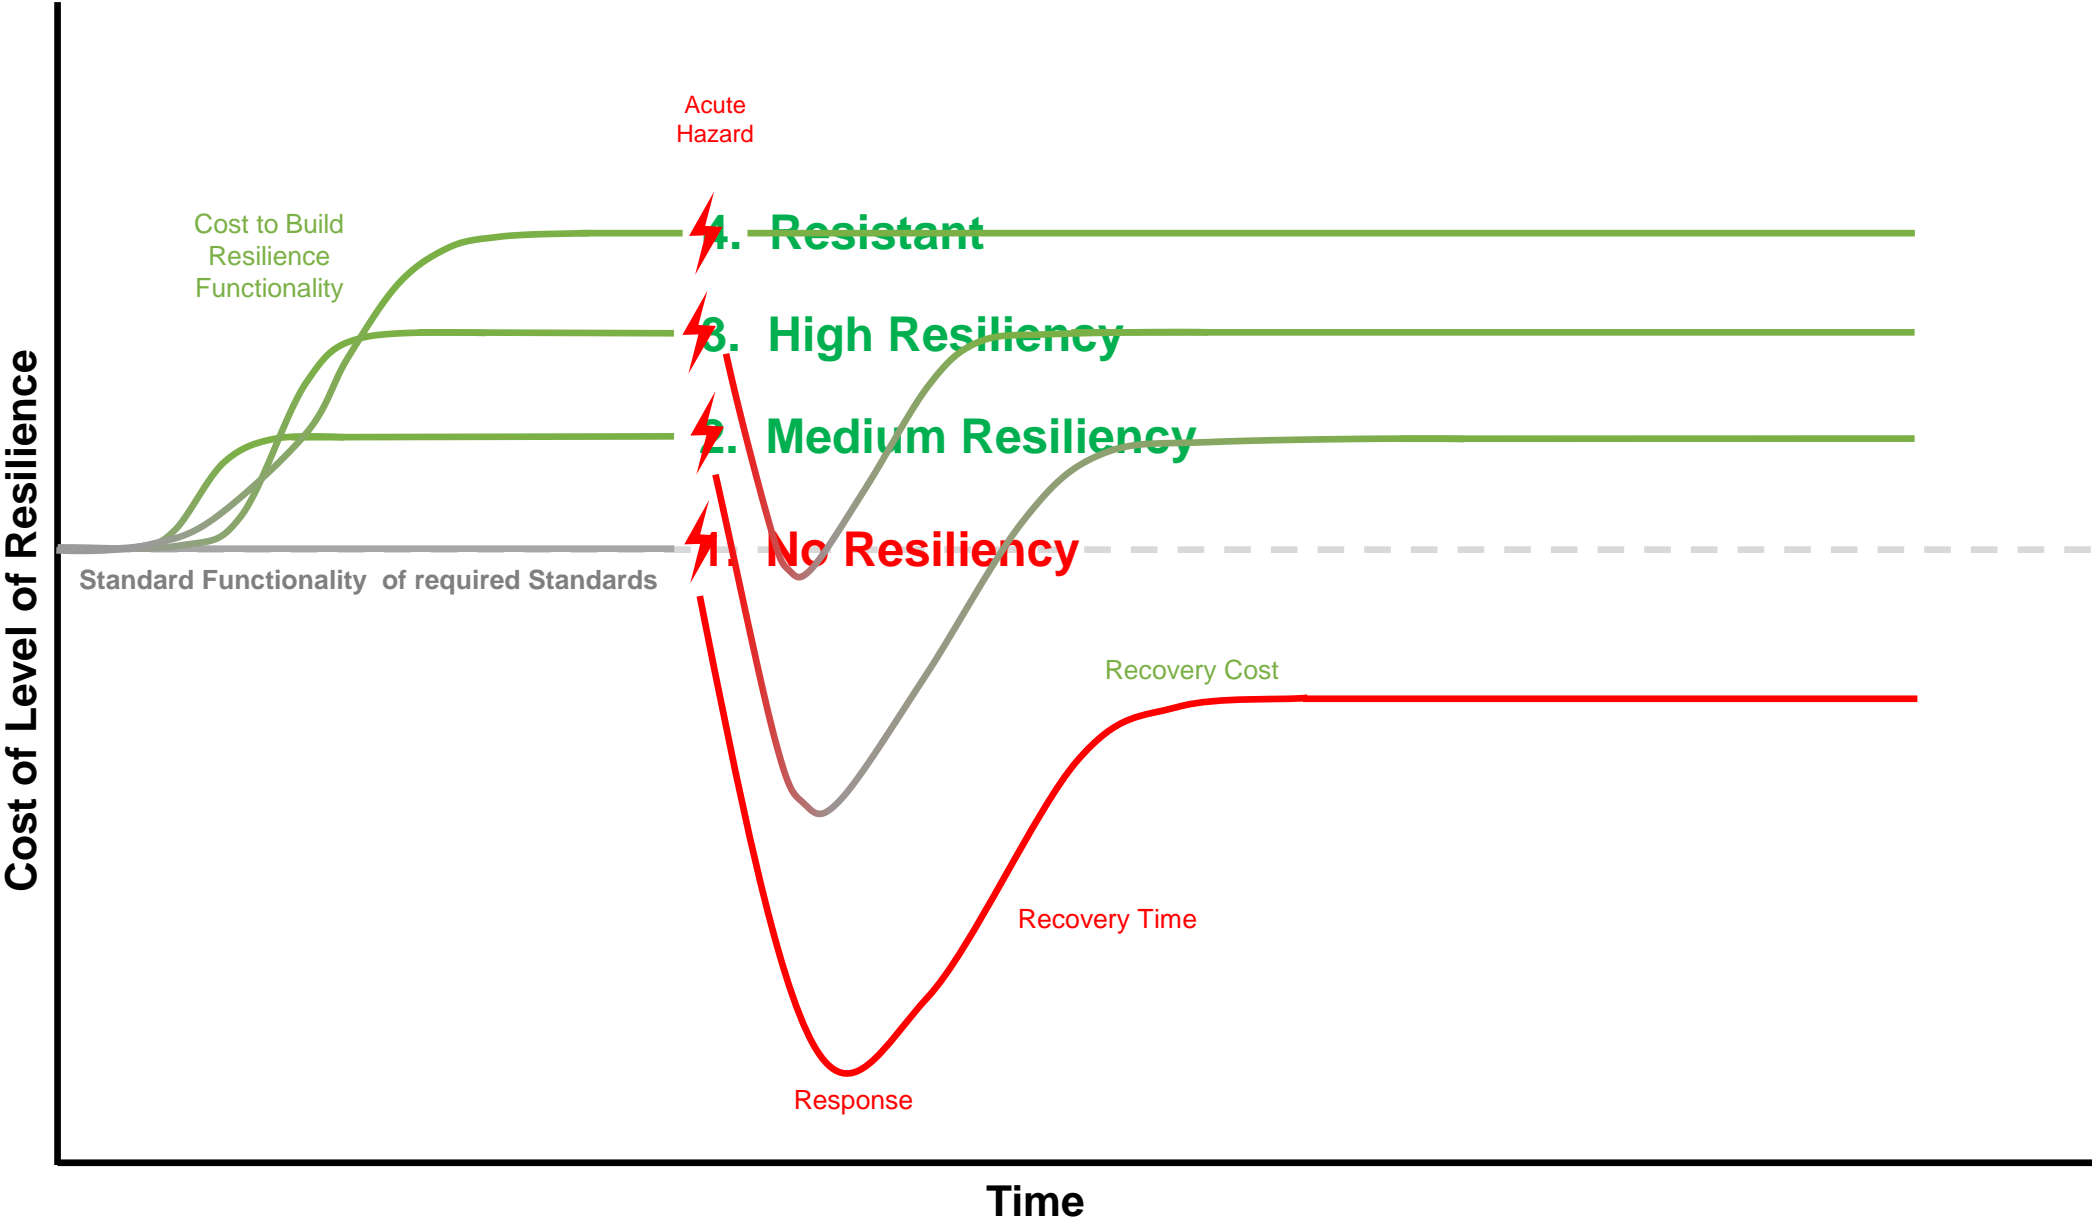 Acute
Hazard
Cost to Build
Resilience
Functionality
4. Resistant
3. High Resiliency
2. Medium Resiliency
1. No Resiliency
Standard Functionality of required Standards
Cost of Level of Resilience
Recovery Cost
Recovery Time
Response
Time